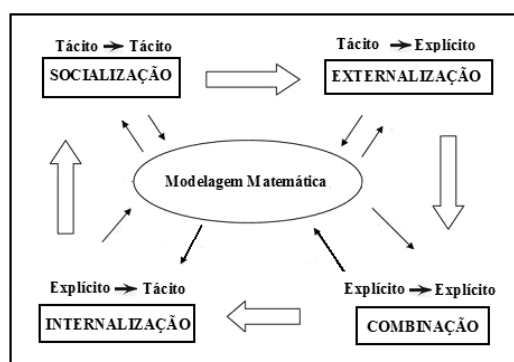 Tácito → Tácito
SOCIALIZAÇÃO
Tácito → Explícito
EXTERNALIZAÇÃO
Modelagem Matemática
Explícito → Tácito
INTERNALIZAÇÃO
Explícito → Explícito
COMBINAÇÃO